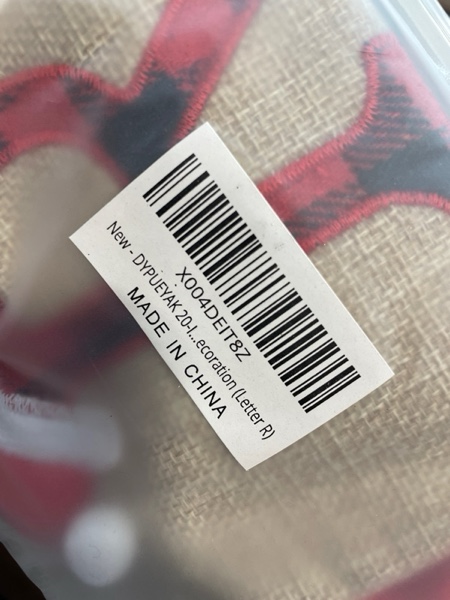 X004DEIT8Z
New - DYPUEYAK 20-I...ecoration (Letter R)
MADE IN CHINA